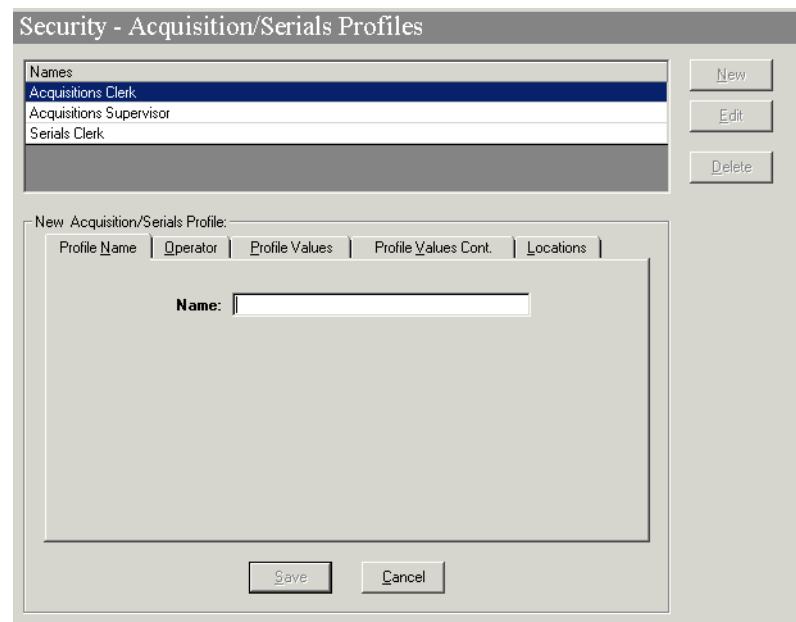 Security - Acquisition/Serials Profiles
Names
New
Acquisitions Clerk
Acquisitions Supervisor
Edit
Serials Clerk
Delete
New Acquisition/Serials Profile:
Profile Name Operator Profile Values Profile Values Cont. Locations
Name:
Save Cancel